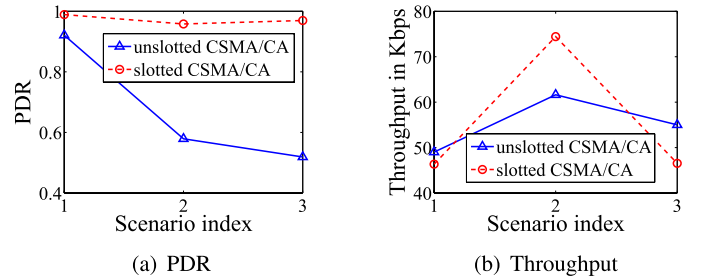 1
0.8
0.6
0.4
PDR
unslotted CSMA/CA
slotted CSMA/CA
1
2
3
Scenario index
(a) PDR
80
70
60
50
40
Throughput in Kbps
unslotted CSMA/CA
slotted CSMA/CA
1
2
3
Scenario index
(b) Throughput